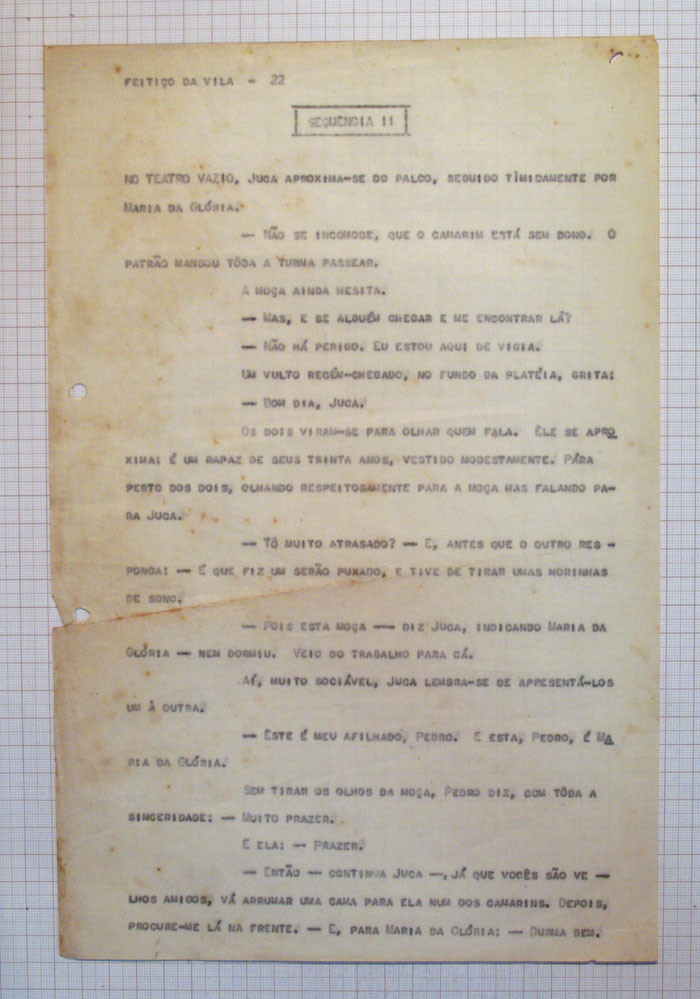 FEITIÇO DA VILA - 22
SEQUÊNCIA II
NO TEATRO VAZIO, JUCA APROXIMA-SE DO PALCO, SEGUIDO TÌMIDAMENTE POR
MARIA DA GLÓRIA.
— NÃO SE INCOMODE, QUE O CAMARIM ESTÁ SEM DONO. O
PATRÃO MANDOU TÔDA A TURMA PASSEAR.
A MOÇA AINDA HESITA.
— MAS, E SE ALGUÉM CHEGAR E ME ENCONTRAR LÁ?
— NÃO HÁ PERIGO. EU ESTOU AQUI DE VIGIA.
UM VULTO RECÉM-CHEGADO, NO FUNDO DA PLATÉIA, GRITA:
— BOM DIA, JUCA.
OS DOIS VIRAM-SE PARA OLHAR QUEM FALA. ÊLE SE APRO
XIMA: É UM RAPAZ DE SEUS TRINTA ANOS, VESTIDO MODESTAMENTE. PÁRA
PERTO DOS DOIS, OLHANDO RESPEITOSAMENTE PARA A MOÇA MAS FALANDO PA-
RA JUCA.
— TÔ MUITO ATRASADO? — E, ANTES QUE O OUTRO RES -
PONDA: — É QUE FIZ UM SERÃO PUXADO, E TIVE DE TIRAR UMAS HORINHAS
DE SONO.
— POIS ESTA MOÇA — DIZ JUCA, INDICANDO MARIA DA
GLÓRIA — NEM DORMIU. VEIO DO TRABALHO PARA CÁ.
AÍ, MUITO SOCIÁVEL, JUCA LEMBRA-SE DE APRESENTÁ-LOS
UM À OUTRA.
— ÊSTE É MEU AFILHADO, PEDRO. E ESTA, PEDRO, É MA
RIA DA GLÓRIA.
SEM TIRAR OS OLHOS DA MOÇA, PEDRO DIZ, COM TÔDA A
SINCERIDADE: — MUITO PRAZER.
E ELA: — PRAZER.
— ENTÃO — CONTINUA JUCA —, JÁ QUE VOCÊS SÃO VE -
LHOS AMIGOS, VÁ ARRUMAR UMA CAMA PARA ELA NUM DOS CAMARINS. DEPOIS,
PROCURE-ME LÁ NA FRENTE. — E, PARA MARIA DA GLÓRIA: — DURMA BEM.